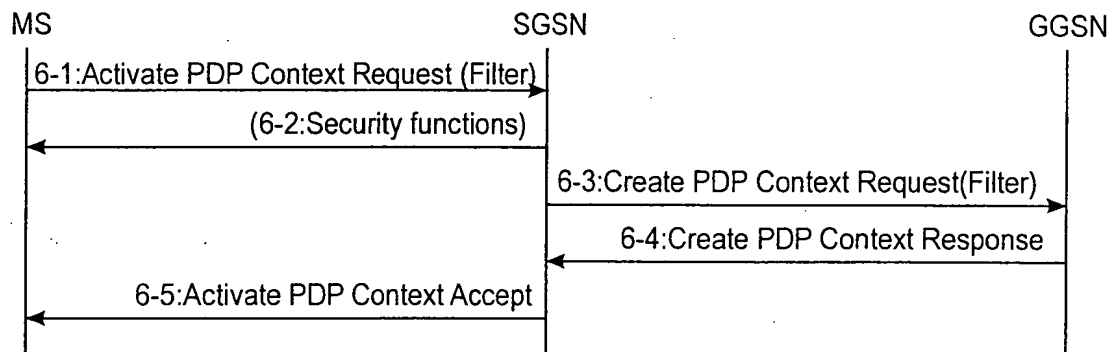 MS SGSN GGSN
6-1:Activate PDP Context Request (Filter)
(6-2:Security functions)
6-3:Create PDP Context Request(Filter)
6-4:Create PDP Context Response
6-5:Activate PDP Context Accept